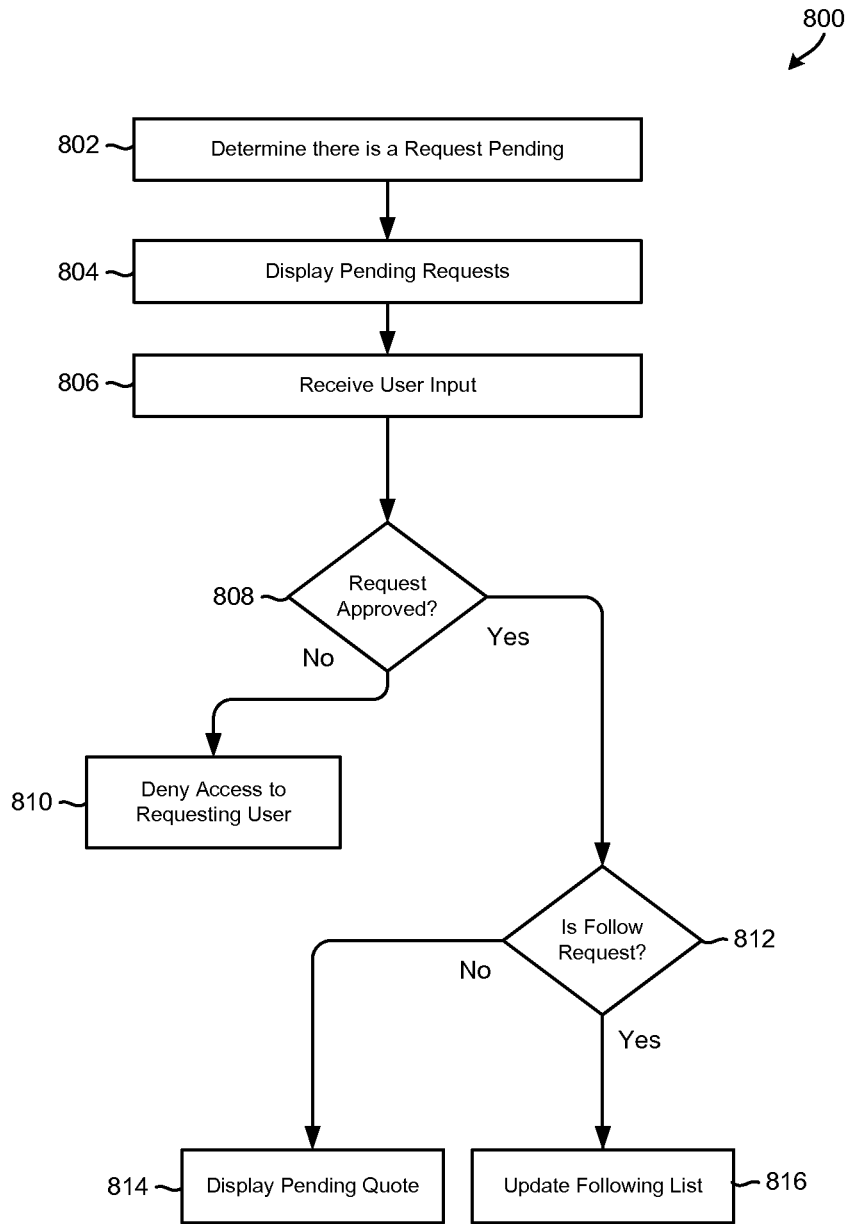 800
802
Determine there is a Request Pending
804
Display Pending Requests
806
Receive User Input
808
Request
Approved?
No
Yes
810
Deny Access to
Requesting User
Is Follow
Request?
812
No
Yes
814
Display Pending Quote
Update Following List
816